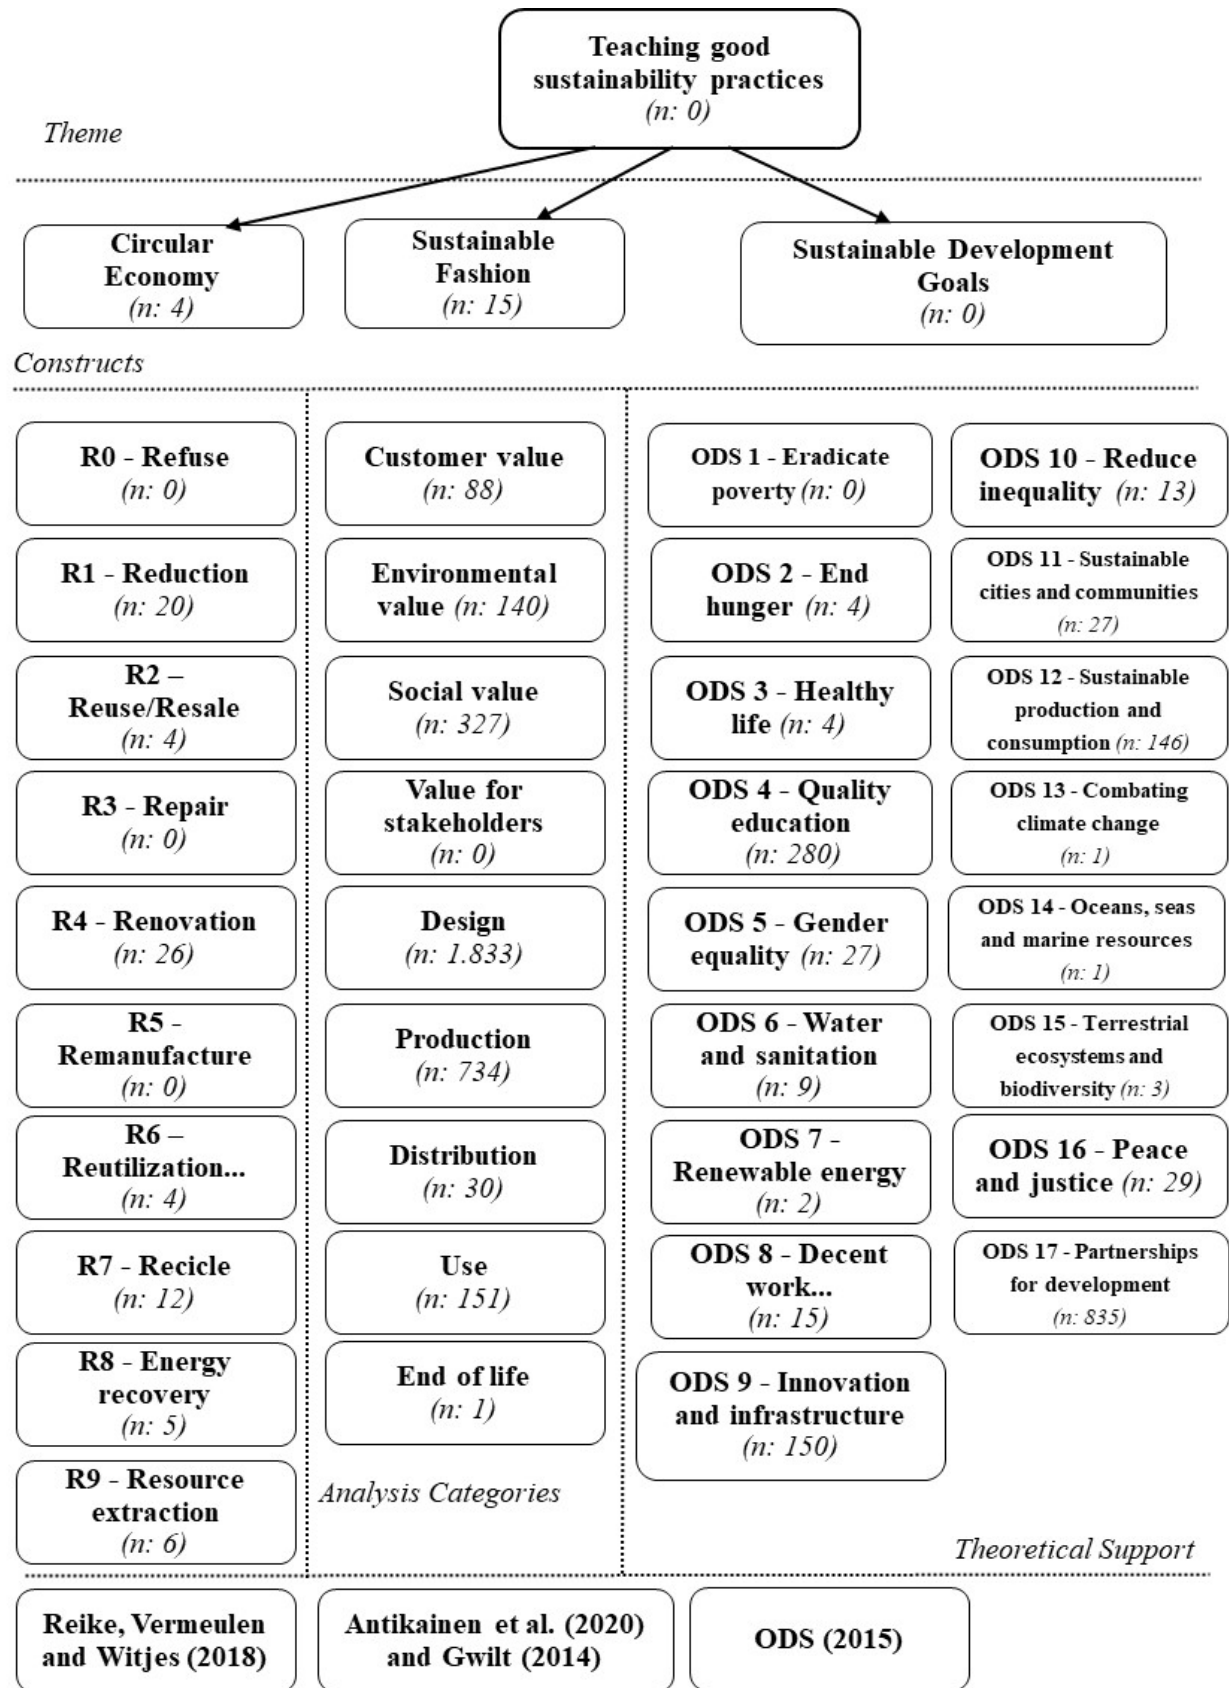 Teaching good
sustainability practices
(n: 0)
Theme
Circular
Economy
(n: 4)
Sustainable
Fashion
(n: 15)
Sustainable Development
Goals
(n: 0)
Constructs
R0 - Refuse
(n: 0)
R1 - Reduction
(n: 20)
R2 –
Reuse/Resale
(n: 4)
R3 - Repair
(n: 0)
R4 - Renovation
(n: 26)
R5 -
Remanufacture
(n: 0)
R6 –
Reutilization...
(n: 4)
R7 - Recicle
(n: 12)
R8 - Energy
recovery
(n: 5)
R9 - Resource
extraction
(n: 6)
Customer value
(n: 88)
Environmental
value (n: 140)
Social value
(n: 327)
Value for
stakeholders
(n: 0)
Design
(n: 1.833)
Production
(n: 734)
Distribution
(n: 30)
Use
(n: 151)
End of life
(n: 1)
Analysis Categories
ODS 1 - Eradicate
poverty (n: 0)
ODS 2 - End
hunger (n: 4)
ODS 3 - Healthy
life (n: 4)
ODS 4 - Quality
education
(n: 280)
ODS 5 - Gender
equality (n: 27)
ODS 6 - Water
and sanitation
(n: 9)
ODS 7 -
Renewable energy
(n: 2)
ODS 8 - Decent
work...
(n: 15)
ODS 9 - Innovation
and infrastructure
(n: 150)
ODS 10 - Reduce
inequality (n: 13)
ODS 11 - Sustainable
cities and communities
(n: 27)
ODS 12 - Sustainable
production and
consumption (n: 146)
ODS 13 - Combating
climate change
(n: 1)
ODS 14 - Oceans, seas
and marine resources
(n: 1)
ODS 15 - Terrestrial
ecosystems and
biodiversity (n: 3)
ODS 16 - Peace
and justice (n: 29)
ODS 17 - Partnerships
for development
(n: 835)
Theoretical Support
Reike, Vermeulen
and Witjes (2018)
Antikainen et al. (2020)
and Gwilt (2014)
ODS (2015)